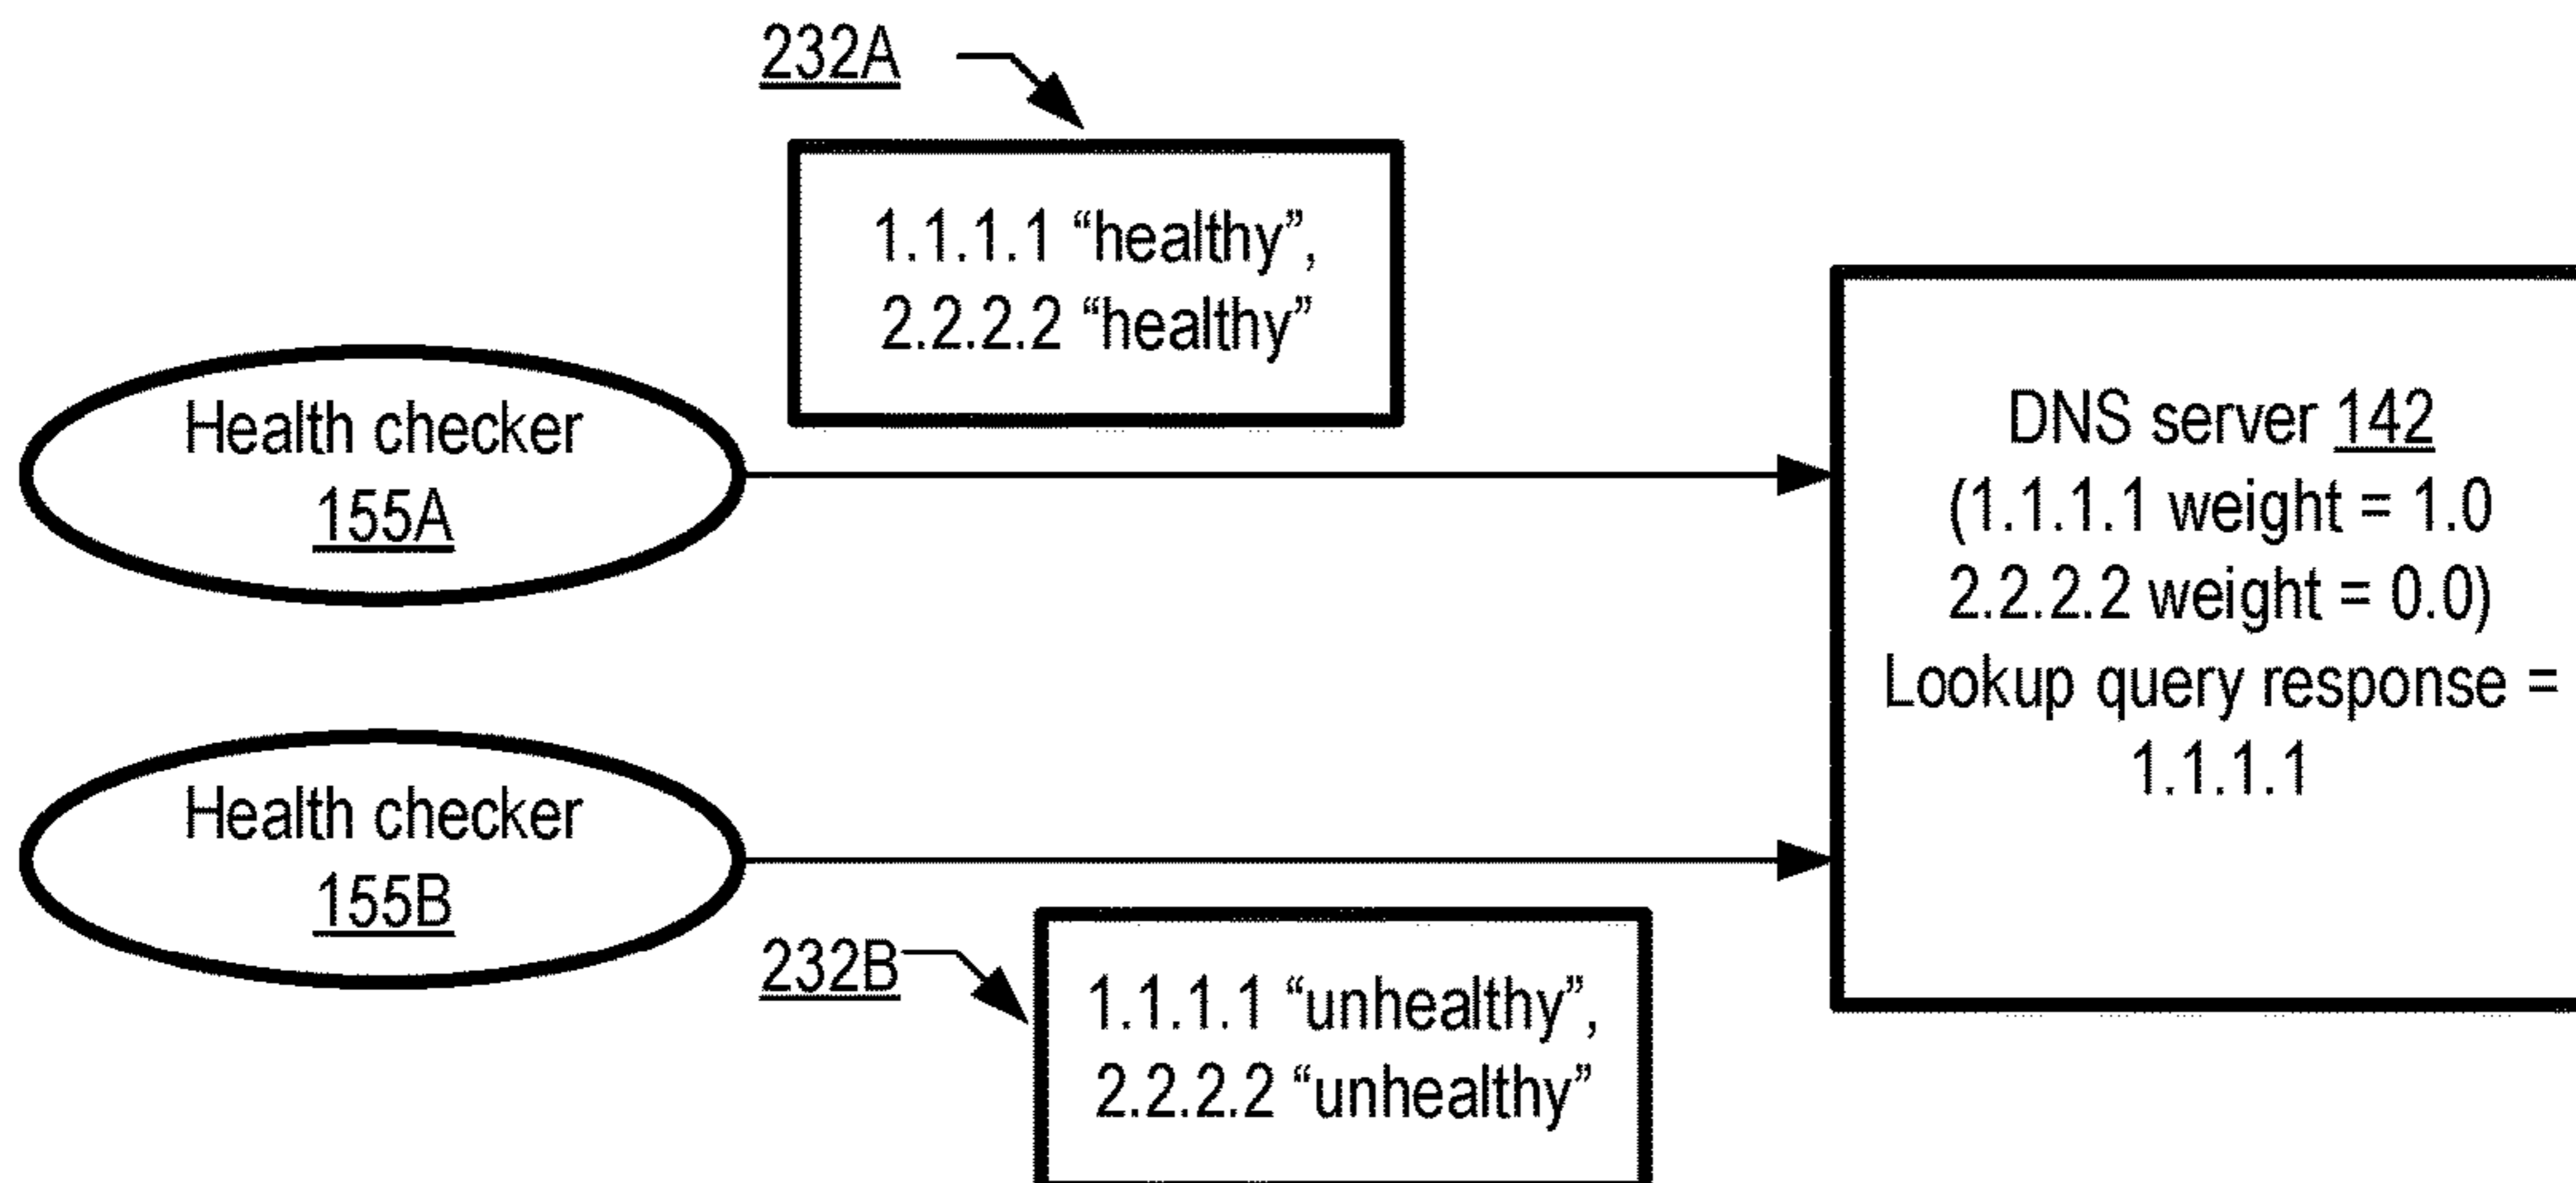 232A
1.1.1.1 “healthy”,
2.2.2.2 “healthy”
Health checker
155A
DNS server 142
(1.1.1.1 weight = 1.0
2.2.2.2 weight = 0.0)
Lookup query response =
1.1.1.1
Health checker
155B
232B
1.1.1.1 “unhealthy”,
2.2.2.2 “unhealthy”